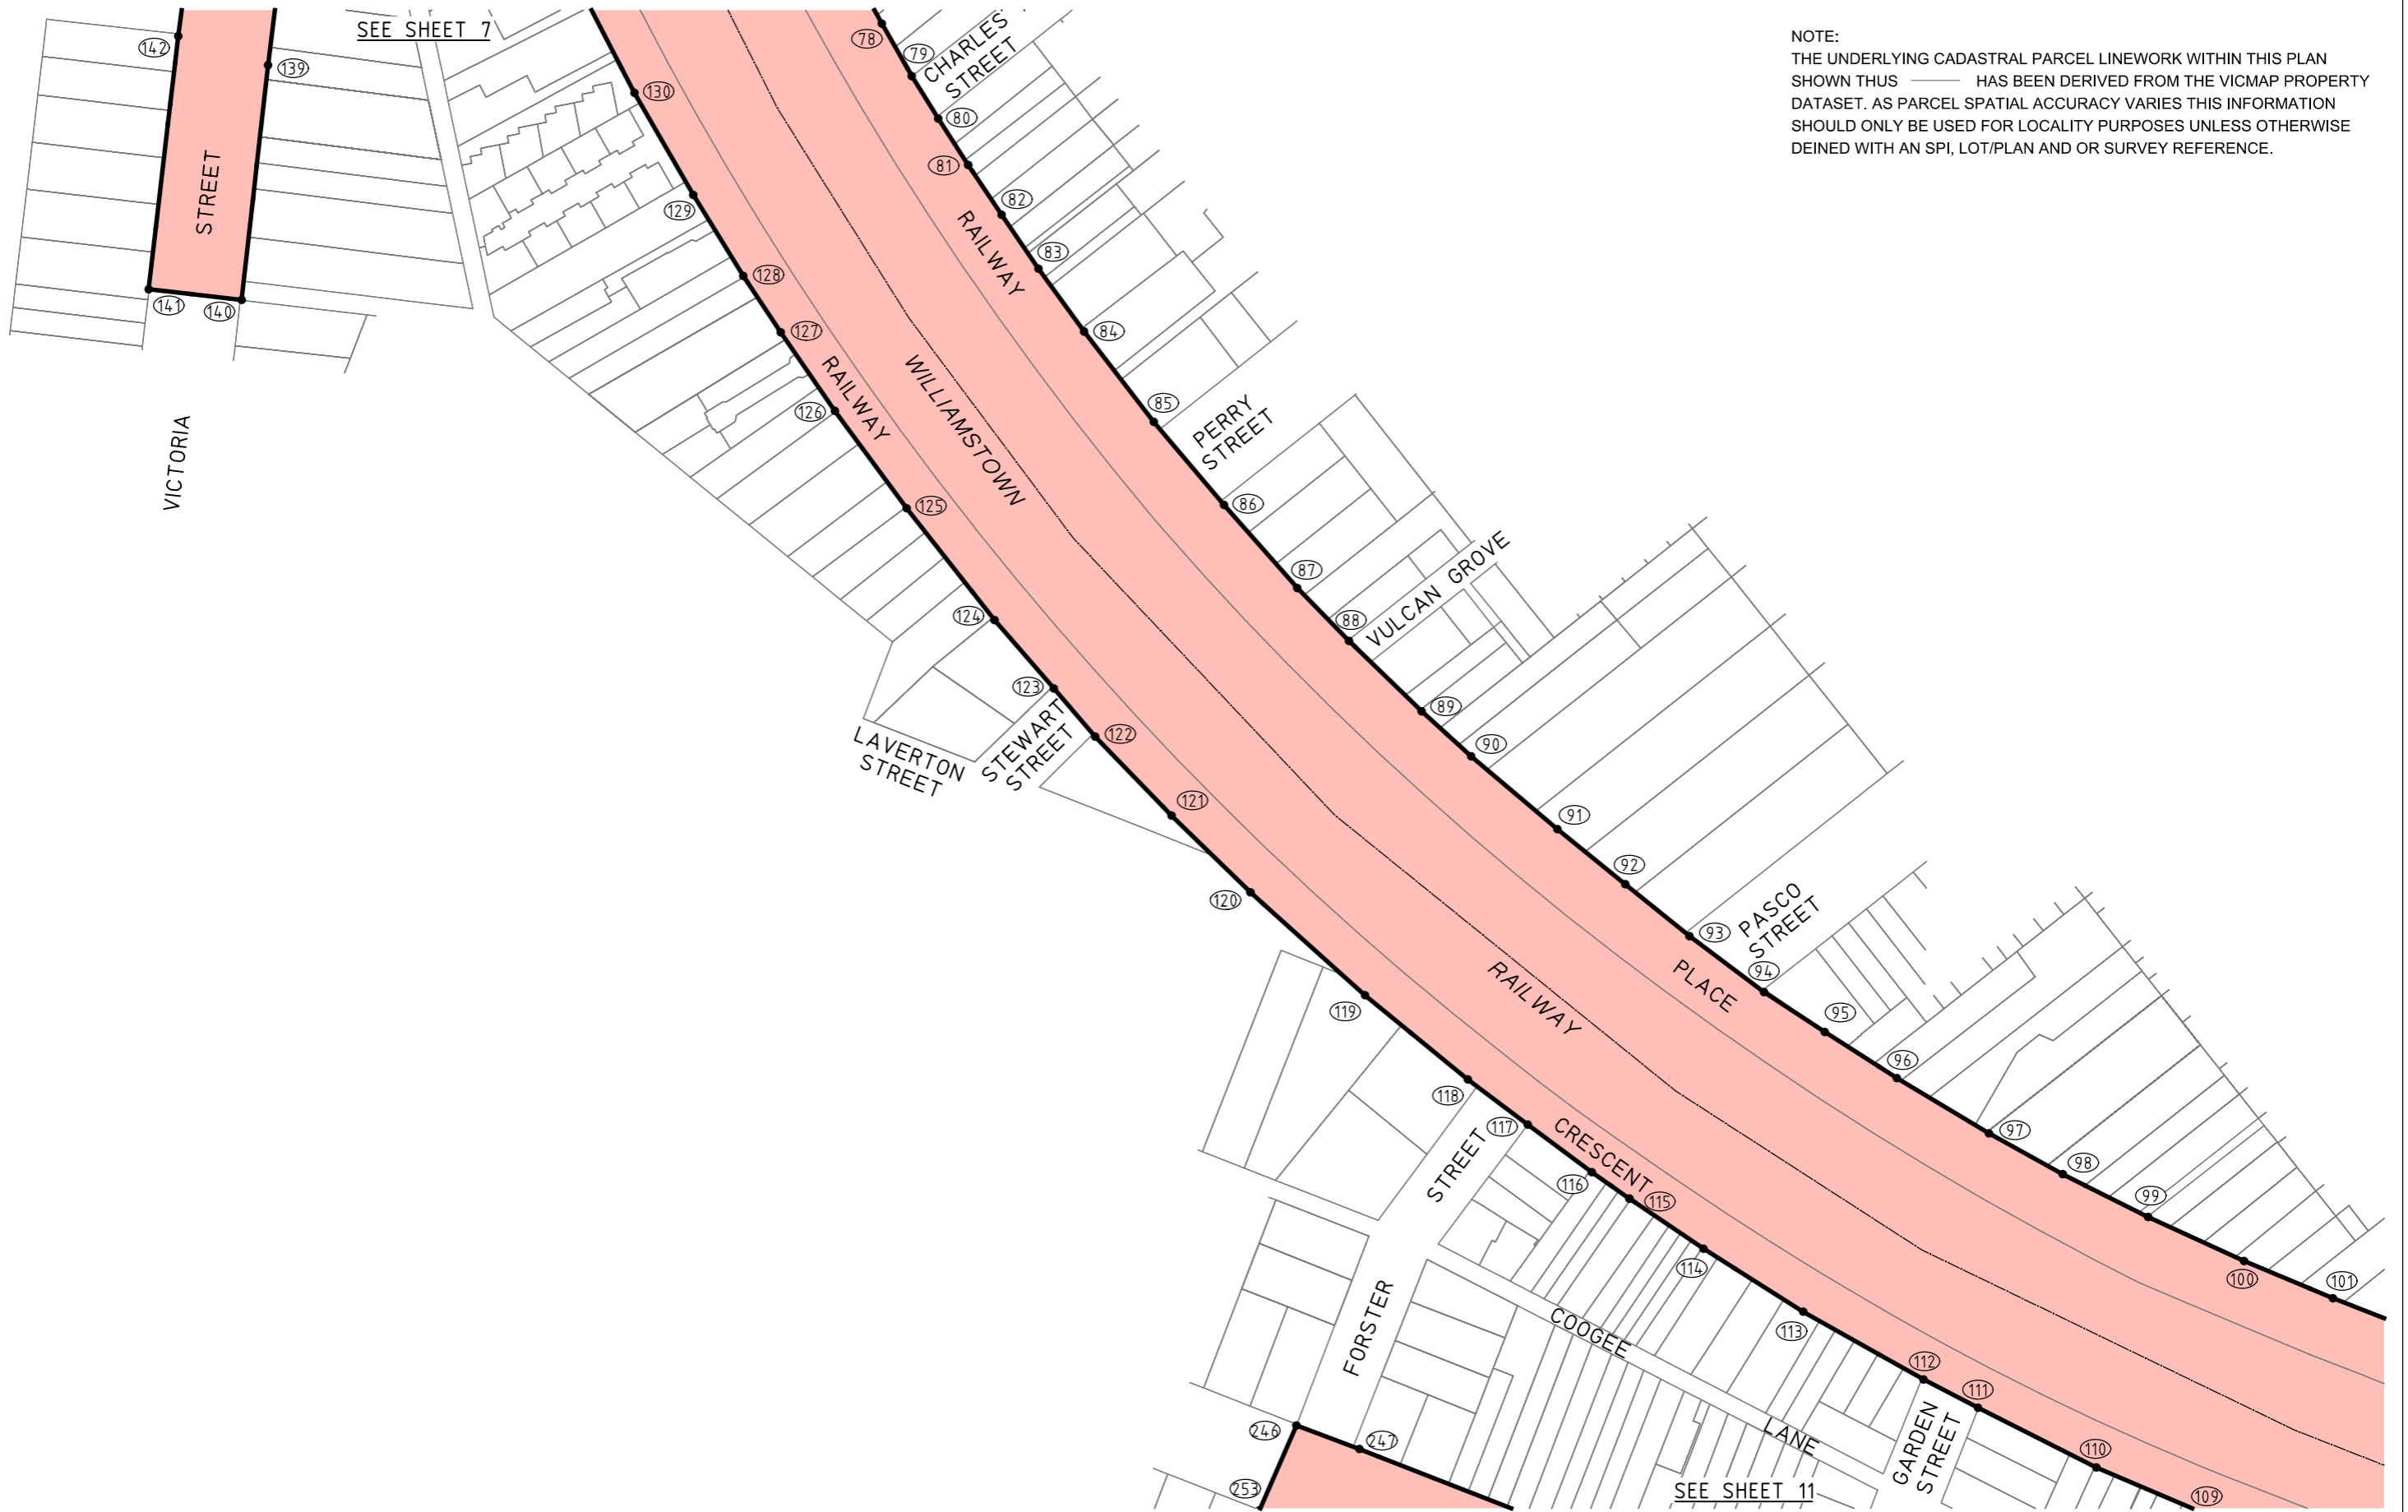 SEE SHEET 7
NOTE:
THE UNDERLYING CADASTRAL PARCEL LINEWORK WITHIN THIS PLAN
SHOWN THUS HAS BEEN DERIVED FROM THE VICMAP PROPERTY
DATASET. AS PARCEL SPATIAL ACCURACY VARIES THIS INFORMATION
SHOULD ONLY BE USED FOR LOCALITY PURPOSES UNLESS OTHERWISE
DEINED WITH AN SPI, LOT/PLAN AND OR SURVEY REFERENCE.
142
139
STREET
141
140
VICTORIA
130
129
128
127
126
125
124
123
122
121
120
119
118
117
116
115
114
113
112
111
110
109
78
79
CHARLES
STREET
80
81
82
83
84
85
PERRY
STREET
86
87
88
VULCAN GROVE
89
90
91
92
93
PASCO
STREET
94
95
96
97
98
99
100
101
RAILWAY
PLACE
WILLIAMSTOWN
RAILWAY
RAILWAY
CRESCENT
LAVERTON
STREET
STEWART
STREET
STREET
FORSTER
COOGEE
LANE
GARDEN
STREET
246
247
253
SEE SHEET 11